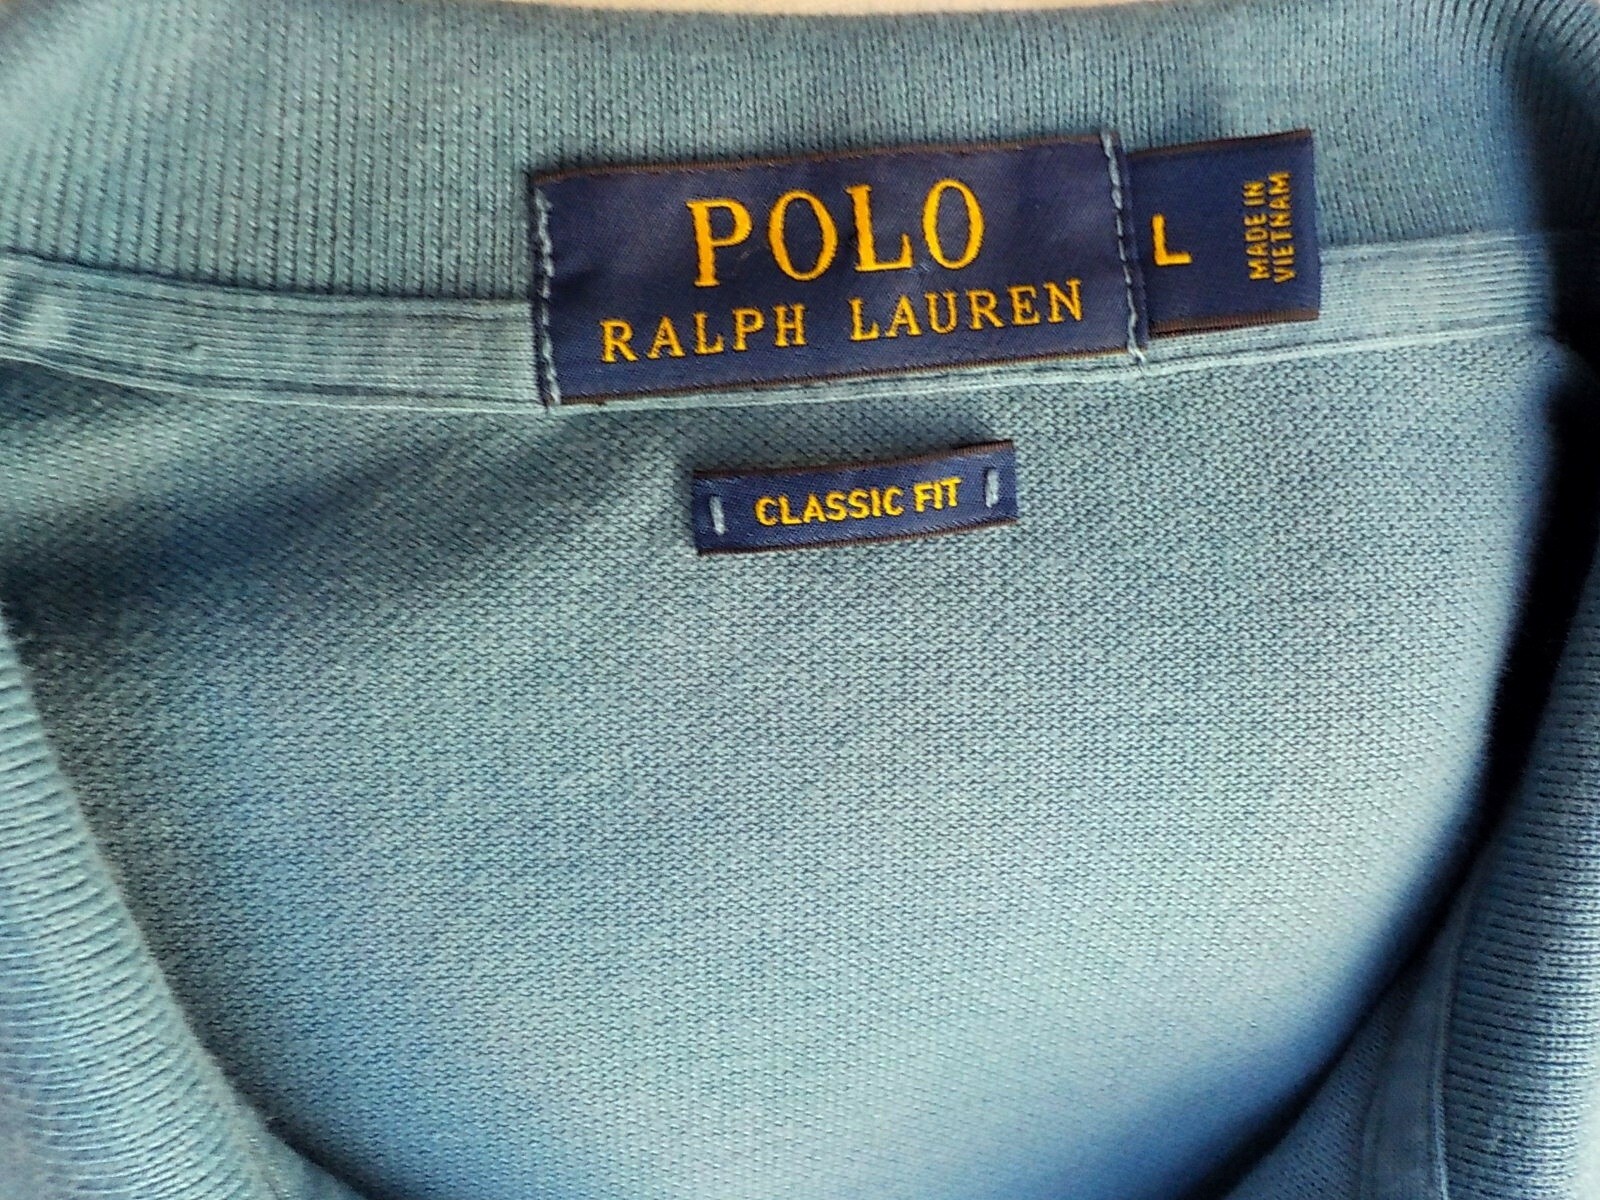 POLO
RALPH LAUREN
L
MADE IN
VIETNAM
CLASSIC FIT